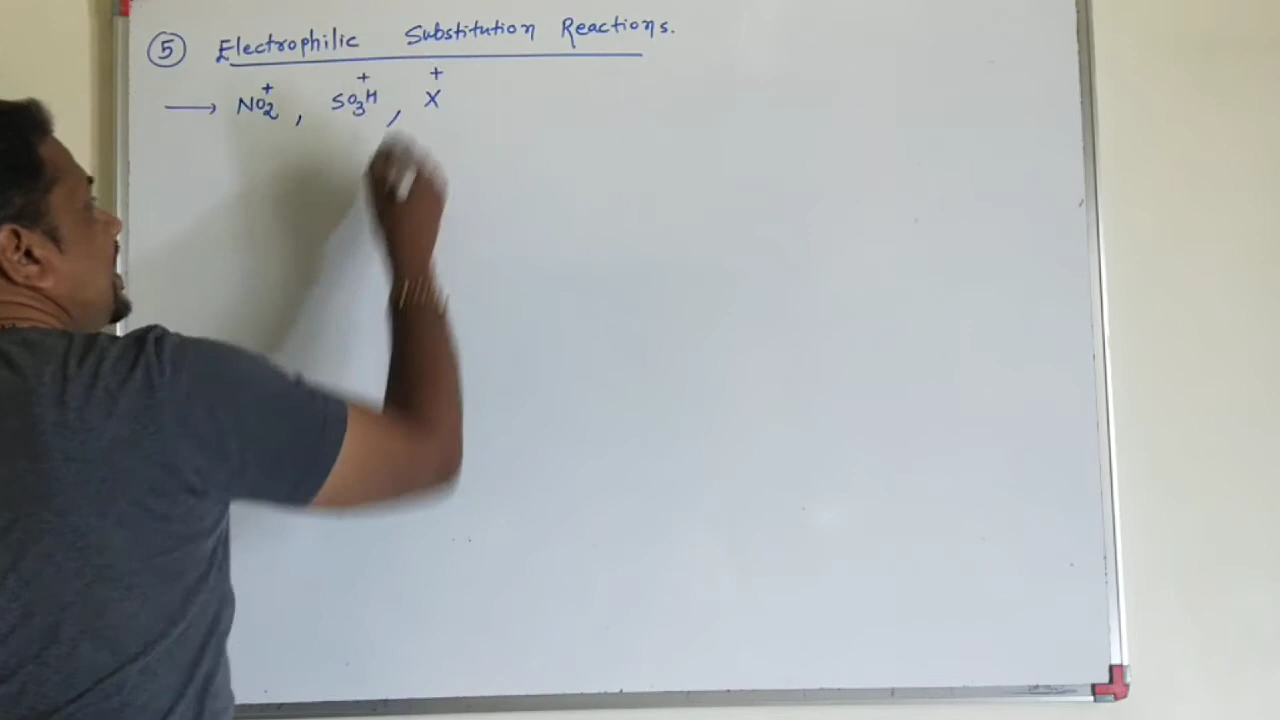 ⑤ Electrophilic Substitution Reactions.
⟶ NO₂⁺, SO₃H⁺, X⁺